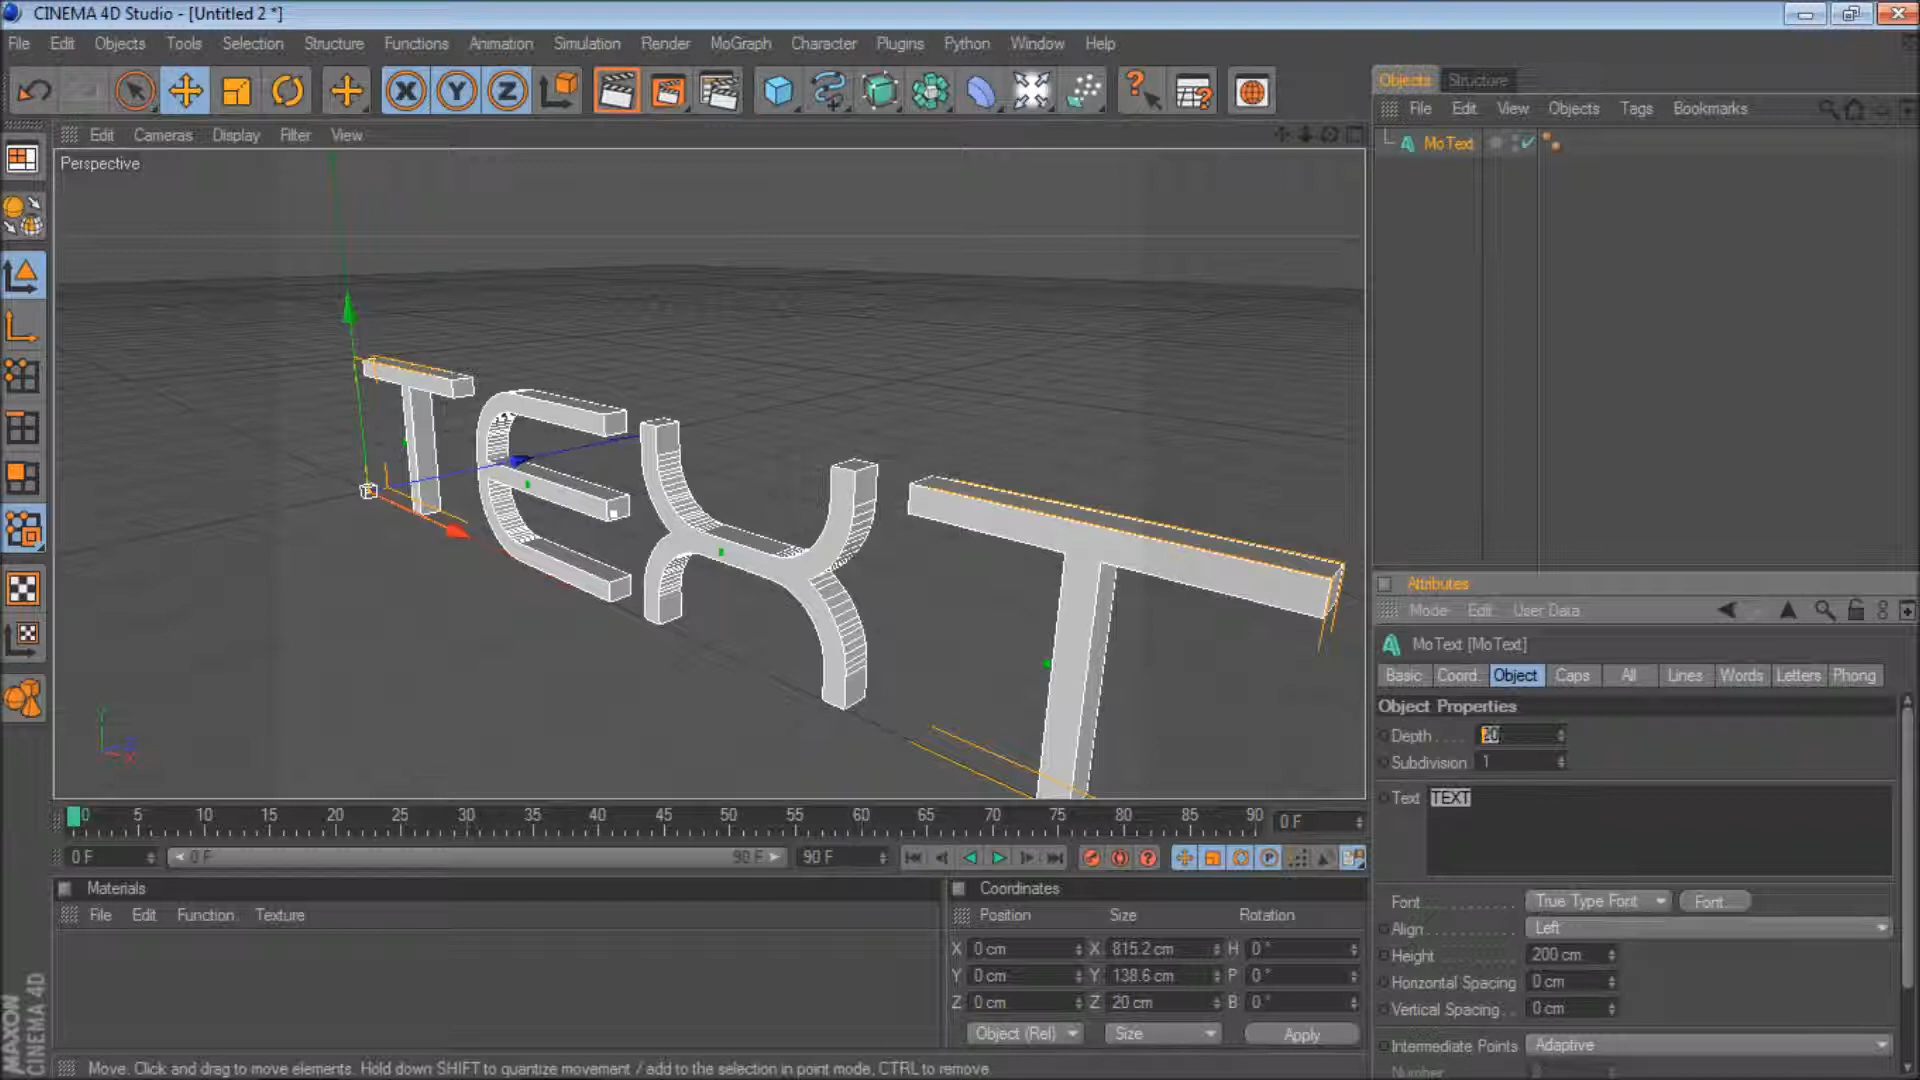 CINEMA 4D Studio - [Untitled 2 *]
File Edit Objects Tools Selection Structure Functions Animation Simulation Render MoGraph Character Plugins Python Window Help
Objects Structure
File Edit View Objects Tags Bookmarks
MoText
Edit Cameras Display Filter View
Perspective
TEXT
Attributes
Mode Edit User Data
MoText [MoText]
Basic Coord. Object Caps All Lines Words Letters Phong
Object Properties
Depth 20
Subdivision 1
Text TEXT
Font True Type Font Font...
Align Left
Height 200 cm
Horizontal Spacing 0 cm
Vertical Spacing 0 cm
Intermediate Points Adaptive
Number
0 5 10 15 20 25 30 35 40 45 50 55 60 65 70 75 80 85 90 0 F
0 F 0 F 90 F 90 F
Materials
File Edit Function Texture
Coordinates
Position Size Rotation
X 0 cm X 815.2 cm H 0 °
Y 0 cm Y 138.6 cm P 0 °
Z 0 cm Z 20 cm B 0 °
Object (Rel) Size Apply
MAXON
CINEMA 4D
Move. Click and drag to move elements. Hold down SHIFT to quantize movement / add to the selection in point mode, CTRL to remove.